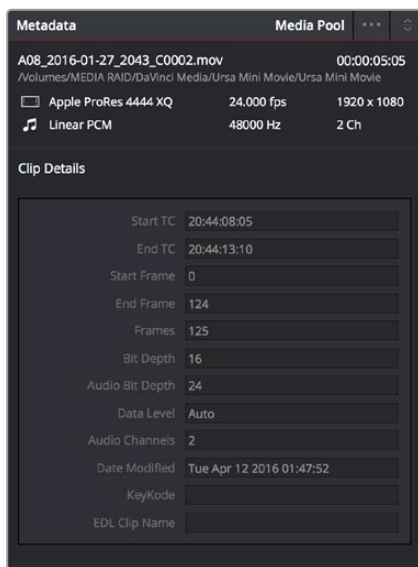 Metadata Media Pool •••
A08_2016-01-27_2043_C0002.mov 00:00:05:05
/Volumes/MEDIA RAID/DaVinci Media/Ursa Mini Movie/Ursa Mini Movie
Apple ProRes 4444 XQ 24.000 fps 1920 x 1080
Linear PCM 48000 Hz 2 Ch
Clip Details
Start TC 20:44:08:05
End TC 20:44:13:10
Start Frame 0
End Frame 124
Frames 125
Bit Depth 16
Audio Bit Depth 24
Data Level Auto
Audio Channels 2
Date Modified Tue Apr 12 2016 01:47:52
KeyKode
EDL Clip Name